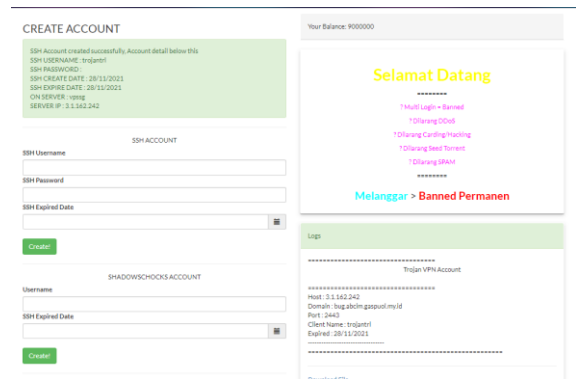 CREATE ACCOUNT
SSH Account created successfully, Account detail below this
SSH USERNAME : trojantrl
SSH PASSWORD :
SSH CREATE DATE : 28/11/2021
SSH EXPIRE DATE : 28/11/2021
ON SERVER : vpssg
SERVER IP : 3.1.162.242
SSH ACCOUNT
SSH Username
SSH Password
SSH Expired Date
Create!
SHADOWSCHOCKS ACCOUNT
Username
SSH Expired Date
Create!
Your Balance: 9000000
Selamat Datang
========
? Multi Login = Banned
? Dilarang DDoS
? Dilarang Carding/Hacking
? Dilarang Seed Torrent
? Dilarang SPAM
========
Melanggar > Banned Permanen
Logs
==================================
Trojan VPN Account
==================================
Host : 3.1.162.242
Domain : bug.abcim.gaspuol.my.id
Port : 2443
Client Name : trojantrl
Expired : 28/11/2021